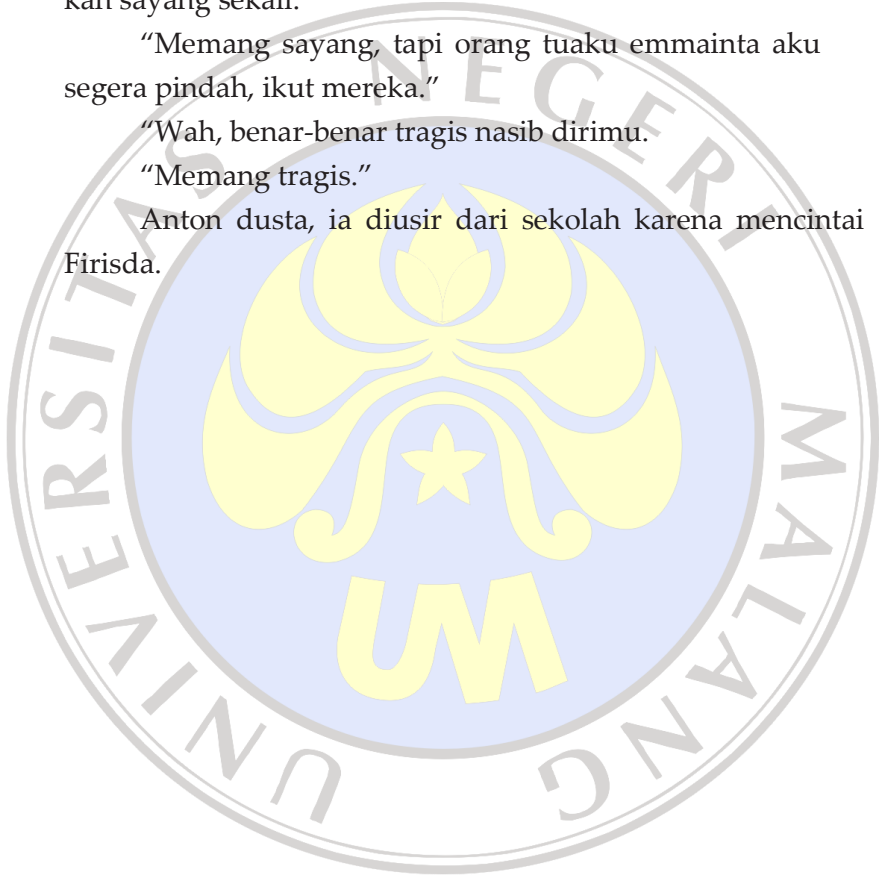 kan sayang sekali.
“Memang sayang, tapi orang tuaku emmainta aku
segera pindah, ikut mereka.”
“Wah, benar-benar tragis nasib dirimu.
“Memang tragis.”
Anton dusta, ia diusir dari sekolah karena mencintai
Firisda.
UNIVERSITAS NEGERI MALANG
UM